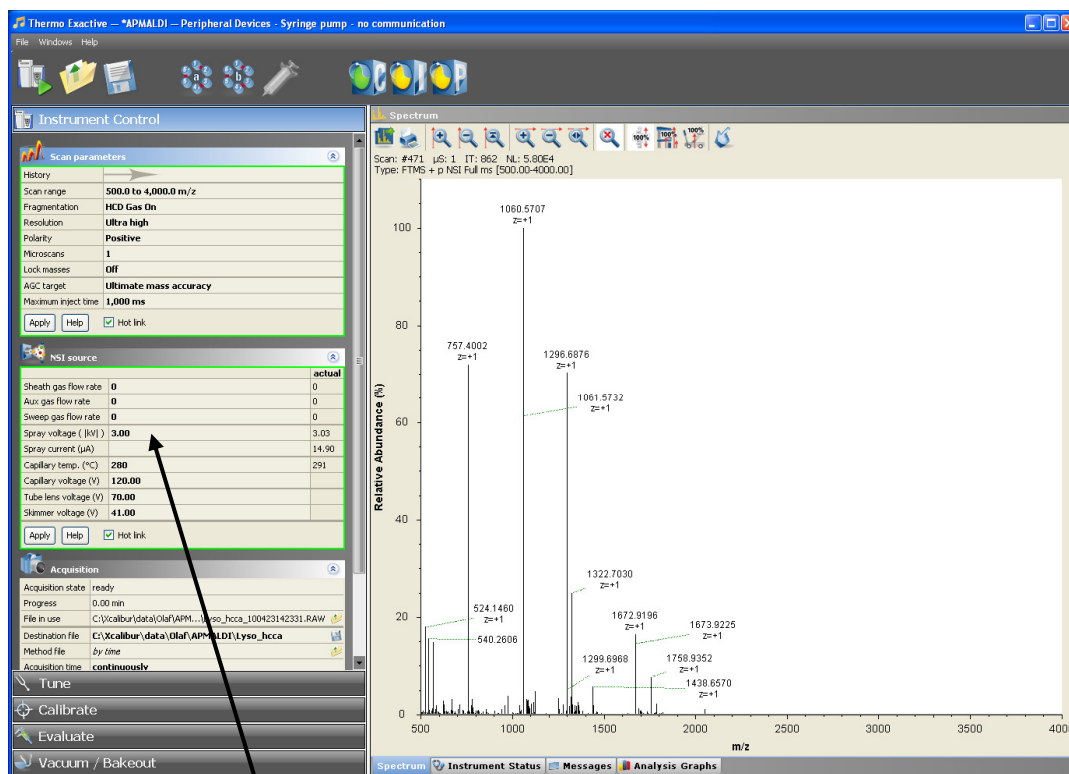 Thermo Exactive — *APMALDI — Peripheral Devices - Syringe pump - no communication
File Windows Help
a b C I O P
Instrument Control
Scan parameters
History
Scan range 500.0 to 4,000.0 m/z
Fragmentation HCD Gas On
Resolution Ultra high
Polarity Positive
Microscans 1
Lock masses Off
AGC target Ultimate mass accuracy
Maximum inject time 1,000 ms
Apply Help Hot link
NSI source
actual
Sheath gas flow rate 0 0
Aux gas flow rate 0 0
Sweep gas flow rate 0 0
Spray voltage ( |kV| ) 3.00 3.03
Spray current (µA) 14.90
Capillary temp. (°C) 280 291
Capillary voltage (V) 120.00
Tube lens voltage (V) 70.00
Skimmer voltage (V) 41.00
Apply Help Hot link
Acquisition
Acquisition state ready
Progress 0.00 min
File in use C:\Xcalibur\data\Olaf\APM...\Lyso_hcca_100423142331.RAW
Destination file C:\Xcalibur\data\Olaf\APMALDI\Lyso_hcca
Method file by time
Acquisition time continuously
Tune
Calibrate
Evaluate
Vacuum / Bakeout
Spectrum
100% 100% 100%
Scan: #471 µS: 1 IT: 862 NL: 5.80E4
Type: FTMS + p NSI Full ms [500.00-4000.00]
1060.5707
z=+1
757.4002
z=+1
1296.6876
z=+1
1061.5732
z=+1
1322.7030
z=+1
524.1460
z=+1
540.2606
1672.9196
z=+1
1673.9225
z=+1
1299.6968
z=+1
1758.9352
z=+1
1438.6570
z=+1
Relative Abundance (%)
100
80
60
40
20
0
500 1000 1500 2000 2500 3000 3500 400
m/z
Spectrum Instrument Status Messages Analysis Graphs